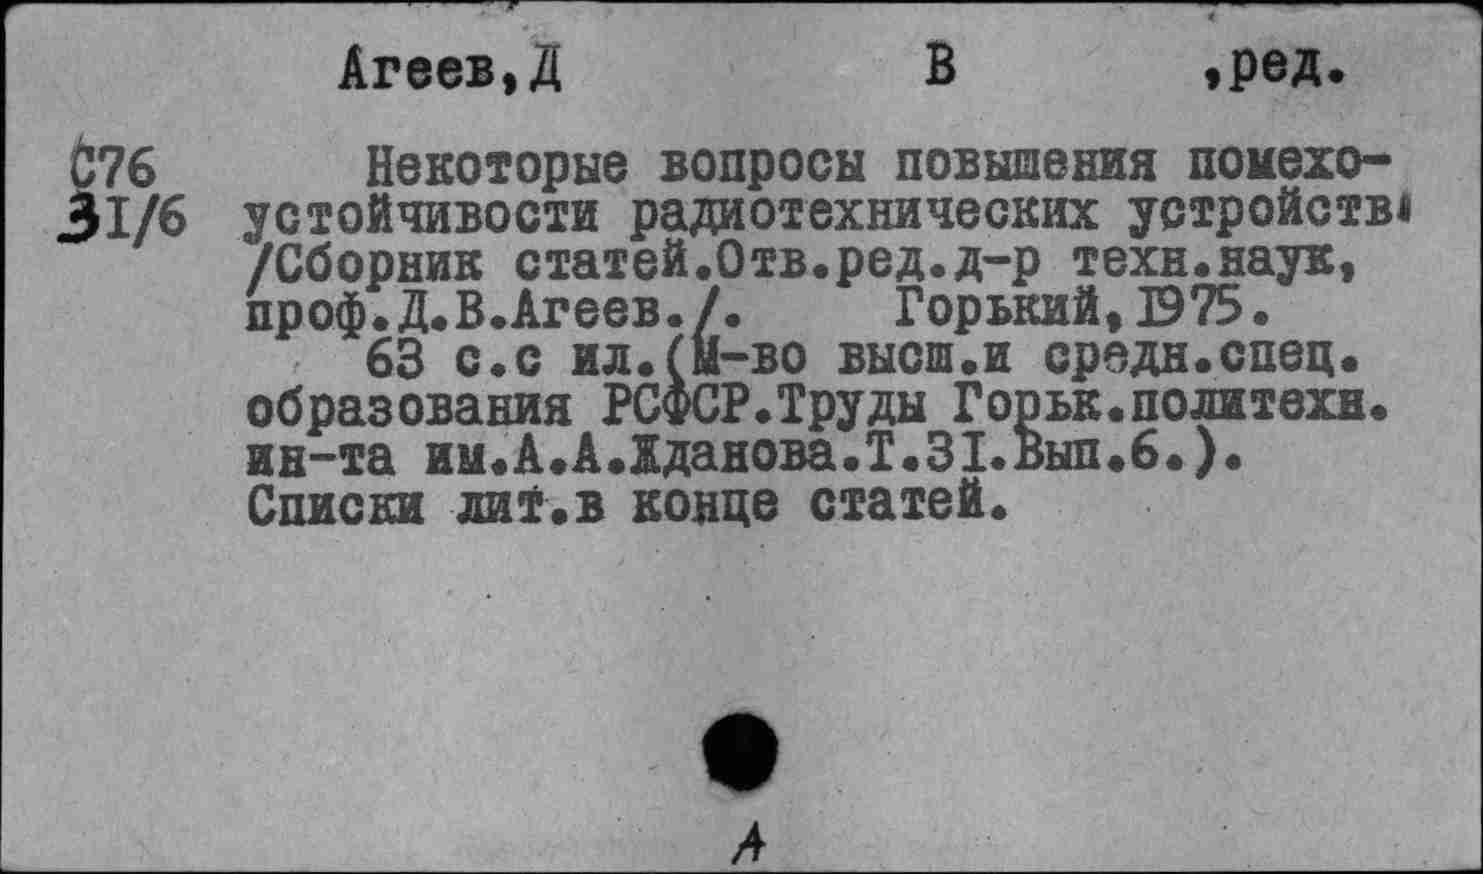 Агеев,Д В ,ред.
С76 Некоторые вопросы повышения помехо-
31/6 устойчивости радиотехнических устройств.
/Сборник статей.Отв.ред.д-р техн.наук,
проф.Д.В.Агеев./. Горький,1975.
63 с.с ил.(М-во высш.и средн.спец.
образования РСФСР.Труды Горьк.политехн.
ин-та им.А.А.Жданова.Т.31.Вып.6.).
Списки лит.в конце статей.
А